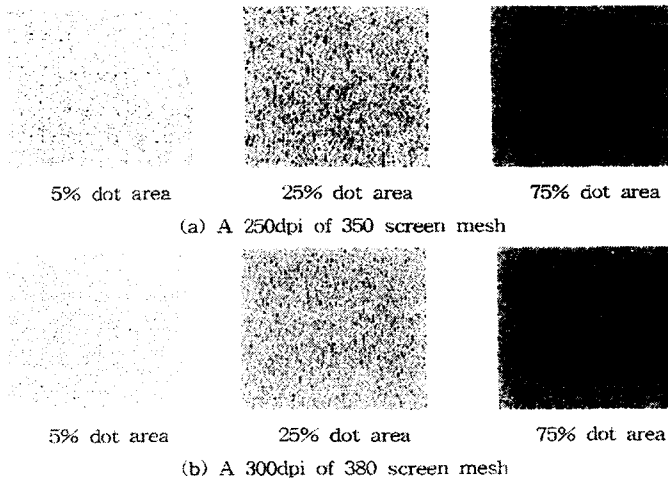 5% dot area 25% dot area 75% dot area
(a) A 250dpi of 350 screen mesh
5% dot area 25% dot area 75% dot area
(b) A 300dpi of 380 screen mesh